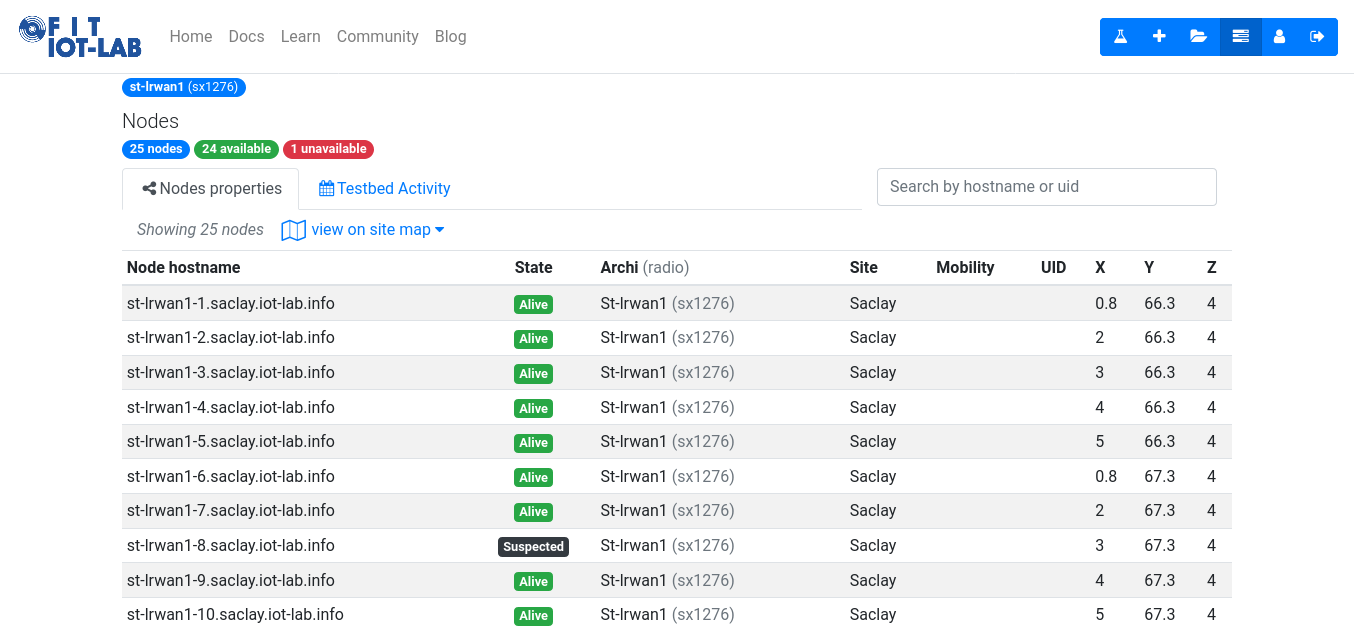 FIT
IOT-LAB
Home Docs Learn Community Blog
st-lrwan1 (sx1276)
Nodes
25 nodes 24 available 1 unavailable
Nodes properties Testbed Activity Search by hostname or uid
Showing 25 nodes view on site map
Node hostname State Archi (radio) Site Mobility UID X Y Z
st-lrwan1-1.saclay.iot-lab.info Alive St-lrwan1 (sx1276) Saclay 0.8 66.3 4
st-lrwan1-2.saclay.iot-lab.info Alive St-lrwan1 (sx1276) Saclay 2 66.3 4
st-lrwan1-3.saclay.iot-lab.info Alive St-lrwan1 (sx1276) Saclay 3 66.3 4
st-lrwan1-4.saclay.iot-lab.info Alive St-lrwan1 (sx1276) Saclay 4 66.3 4
st-lrwan1-5.saclay.iot-lab.info Alive St-lrwan1 (sx1276) Saclay 5 66.3 4
st-lrwan1-6.saclay.iot-lab.info Alive St-lrwan1 (sx1276) Saclay 0.8 67.3 4
st-lrwan1-7.saclay.iot-lab.info Alive St-lrwan1 (sx1276) Saclay 2 67.3 4
st-lrwan1-8.saclay.iot-lab.info Suspected St-lrwan1 (sx1276) Saclay 3 67.3 4
st-lrwan1-9.saclay.iot-lab.info Alive St-lrwan1 (sx1276) Saclay 4 67.3 4
st-lrwan1-10.saclay.iot-lab.info Alive St-lrwan1 (sx1276) Saclay 5 67.3 4